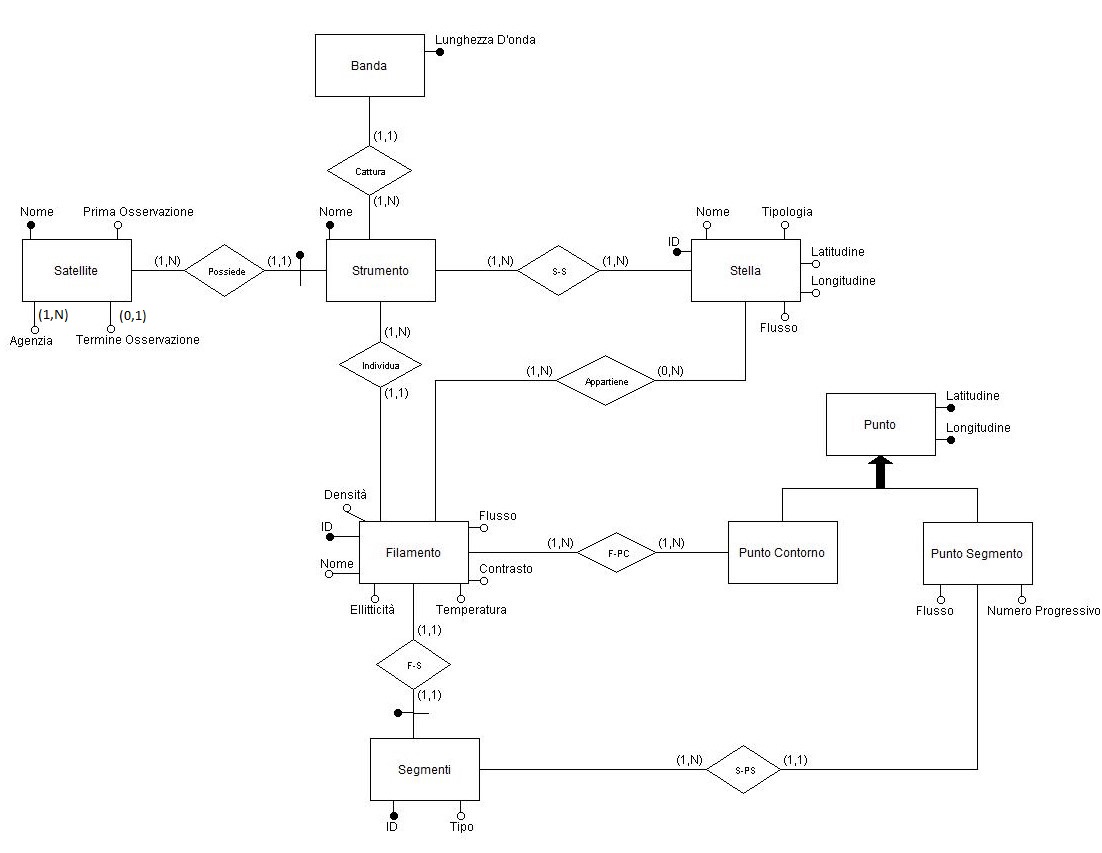 Lunghezza D'onda
Banda
(1,1)
Cattura
(1,N)
Nome
Prima Osservazione
Nome
Nome
Tipologia
ID
Satellite
(1,N)
Possiede
(1,1)
Strumento
(1,N)
S-S
(1,N)
Stella
Latitudine
Longitudine
(1,N)
(0,1)
Agenzia
Termine Osservazione
Flusso
(1,N)
Individua
(1,1)
(1,N)
Appartiene
(0,N)
Punto
Latitudine
Longitudine
Densità
ID
Nome
Filamento
Flusso
Contrasto
Ellitticità
Temperatura
(1,N)
F-PC
(1,N)
Punto Contorno
Punto Segmento
Flusso
Numero Progressivo
(1,1)
F-S
(1,1)
Segmenti
(1,N)
S-PS
(1,1)
ID
Tipo